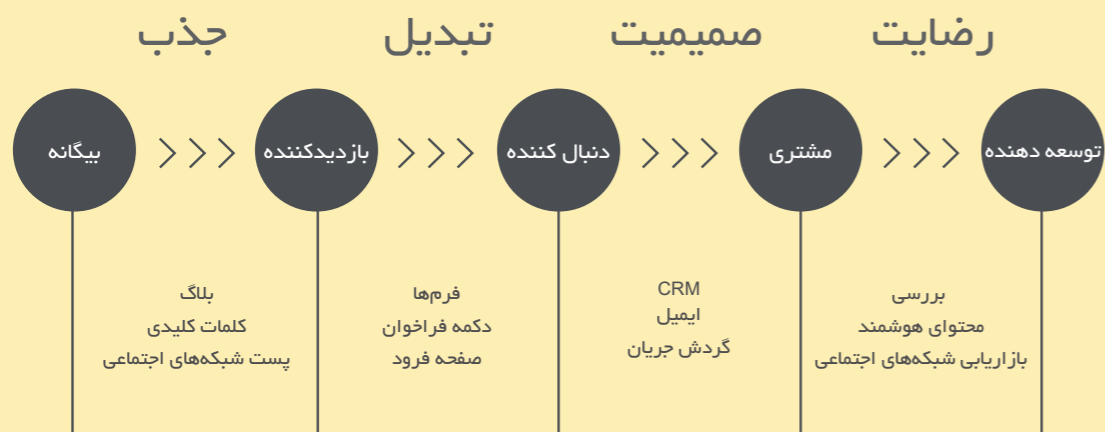 جذب
تبدیل
صمیمیت
رضایت
بیگانه
بازدیدکننده
دنبال کننده
مشتری
توسعه دهنده
بلاگ
کلمات کلیدی
پست شبکه‌های اجتماعی
فرم‌ها
دکمه فراخوان
صفحه فرود
CRM
ایمیل
گردش جریان
بررسی
محتوای هوشمند
بازاریابی شبکه‌های اجتماعی